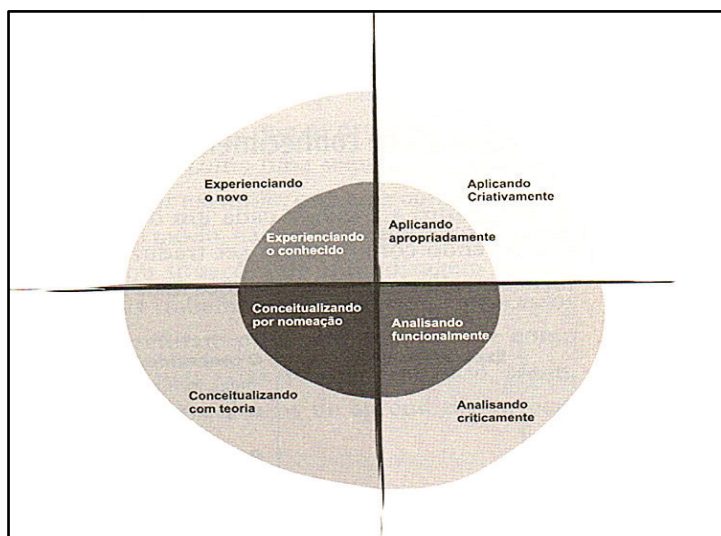 Experienciando
o novo
Aplicando
Criativamente
Experienciando
o conhecido
Aplicando
apropriadamente
Conceitualizando
por nomeação
Analisando
funcionalmente
Conceitualizando
com teoria
Analisando
criticamente